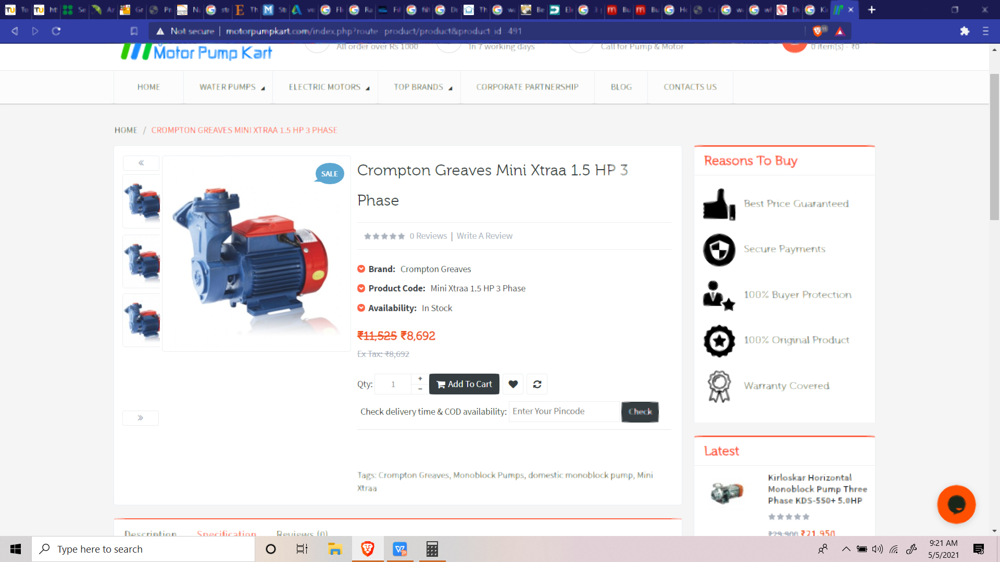 Not secure | motorpumpkart.com/index.php?route=product/product&product_id=491
Motor Pump Kart
All order over Rs 1000
In 7 working days
Call for Pump & Motor
0 item(s) - ₹0
HOME
WATER PUMPS
ELECTRIC MOTORS
TOP BRANDS
CORPORATE PARTNERSHIP
BLOG
CONTACTS US
HOME / CROMPTON GREAVES MINI XTRAA 1.5 HP 3 PHASE
SALE
Crompton Greaves Mini Xtraa 1.5 HP 3
Phase
0 Reviews | Write A Review
Brand: Crompton Greaves
Product Code: Mini Xtraa 1.5 HP 3 Phase
Availability: In Stock
₹11,525 ₹8,692
Ex Tax: ₹8,692
Qty: 1 + -
Add To Cart
Check delivery time & COD availability: Enter Your Pincode Check
Tags: Crompton Greaves, Monoblock Pumps, domestic monoblock pump, Mini
Xtraa
Description Specification Reviews (0)
Reasons To Buy
Best Price Guaranteed
Secure Payments
100% Buyer Protection
100% Original Product
Warranty Covered
Latest
Kirloskar Horizontal
Monoblock Pump Three
Phase KDS-550+ 5.0HP
₹29,900 ₹21,950
Type here to search
9:21 AM
5/5/2021